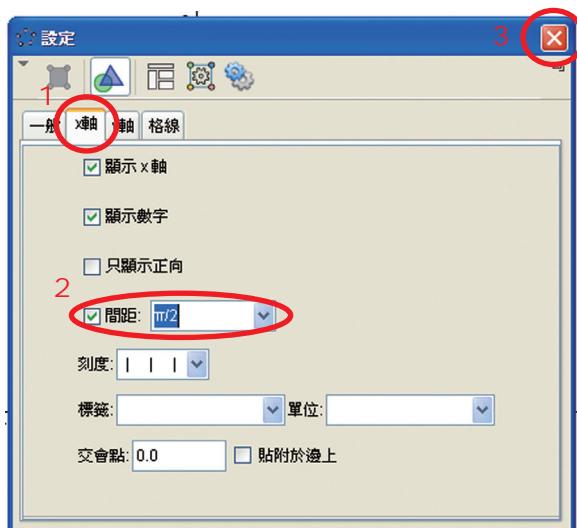 設定
3
1
一般 x軸 y軸 格線
顯示 x 軸
顯示數字
只顯示正向
2
間距: π/2
刻度: | | |
標籤: 單位:
交會點: 0.0 貼附於邊上